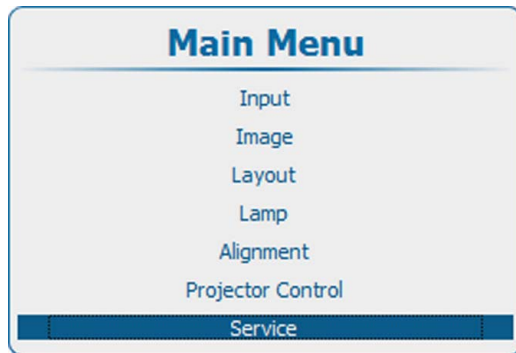 Main Menu
Input
Image
Layout
Lamp
Alignment
Projector Control
Service